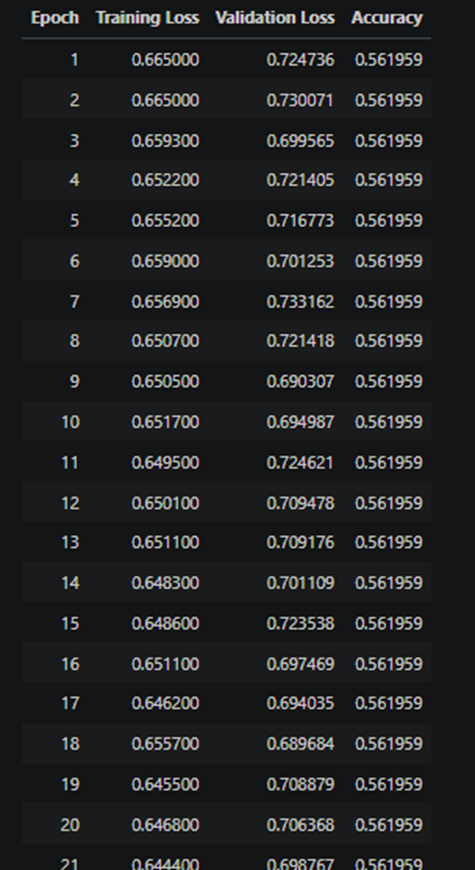 Epoch Training Loss Validation Loss Accuracy
1 0.665000 0.724736 0.561959
2 0.665000 0.730071 0.561959
3 0.659300 0.699565 0.561959
4 0.652200 0.721405 0.561959
5 0.655200 0.716773 0.561959
6 0.659000 0.701253 0.561959
7 0.656900 0.733162 0.561959
8 0.650700 0.721418 0.561959
9 0.650500 0.690307 0.561959
10 0.651700 0.694987 0.561959
11 0.649500 0.724621 0.561959
12 0.650100 0.709478 0.561959
13 0.651100 0.709176 0.561959
14 0.648300 0.701109 0.561959
15 0.648600 0.723538 0.561959
16 0.651100 0.697469 0.561959
17 0.646200 0.694035 0.561959
18 0.655700 0.689684 0.561959
19 0.645500 0.708879 0.561959
20 0.646800 0.706368 0.561959
21 0.644400 0.698767 0.561959